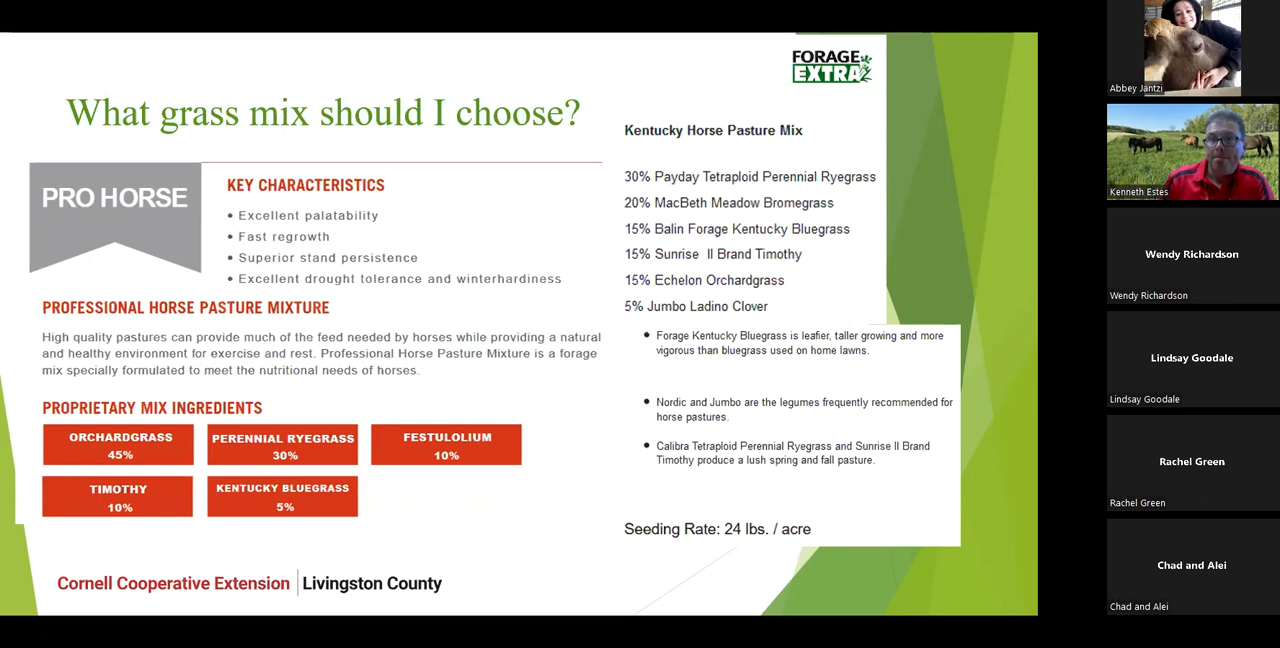 FORAGE
EXTRA
What grass mix should I choose?
PRO HORSE
KEY CHARACTERISTICS
• Excellent palatability
• Fast regrowth
• Superior stand persistence
• Excellent drought tolerance and winterhardiness
PROFESSIONAL HORSE PASTURE MIXTURE
High quality pastures can provide much of the feed needed by horses while providing a natural
and healthy environment for exercise and rest. Professional Horse Pasture Mixture is a forage
mix specially formulated to meet the nutritional needs of horses.
PROPRIETARY MIX INGREDIENTS
ORCHARDGRASS
45%
PERENNIAL RYEGRASS
30%
FESTULOLIUM
10%
TIMOTHY
10%
KENTUCKY BLUEGRASS
5%
Kentucky Horse Pasture Mix
30% Payday Tetraploid Perennial Ryegrass
20% MacBeth Meadow Bromegrass
15% Balin Forage Kentucky Bluegrass
15% Sunrise II Brand Timothy
15% Echelon Orchardgrass
5% Jumbo Ladino Clover
• Forage Kentucky Bluegrass is leafier, taller growing and more
vigorous than bluegrass used on home lawns.
• Nordic and Jumbo are the legumes frequently recommended for
horse pastures.
• Calibra Tetraploid Perennial Ryegrass and Sunrise II Brand
Timothy produce a lush spring and fall pasture.
Seeding Rate: 24 lbs. / acre
Cornell Cooperative Extension | Livingston County
Abbey Jantzi
Kenneth Estes
Wendy Richardson
Wendy Richardson
Lindsay Goodale
Lindsay Goodale
Rachel Green
Rachel Green
Chad and Alei
Chad and Alei